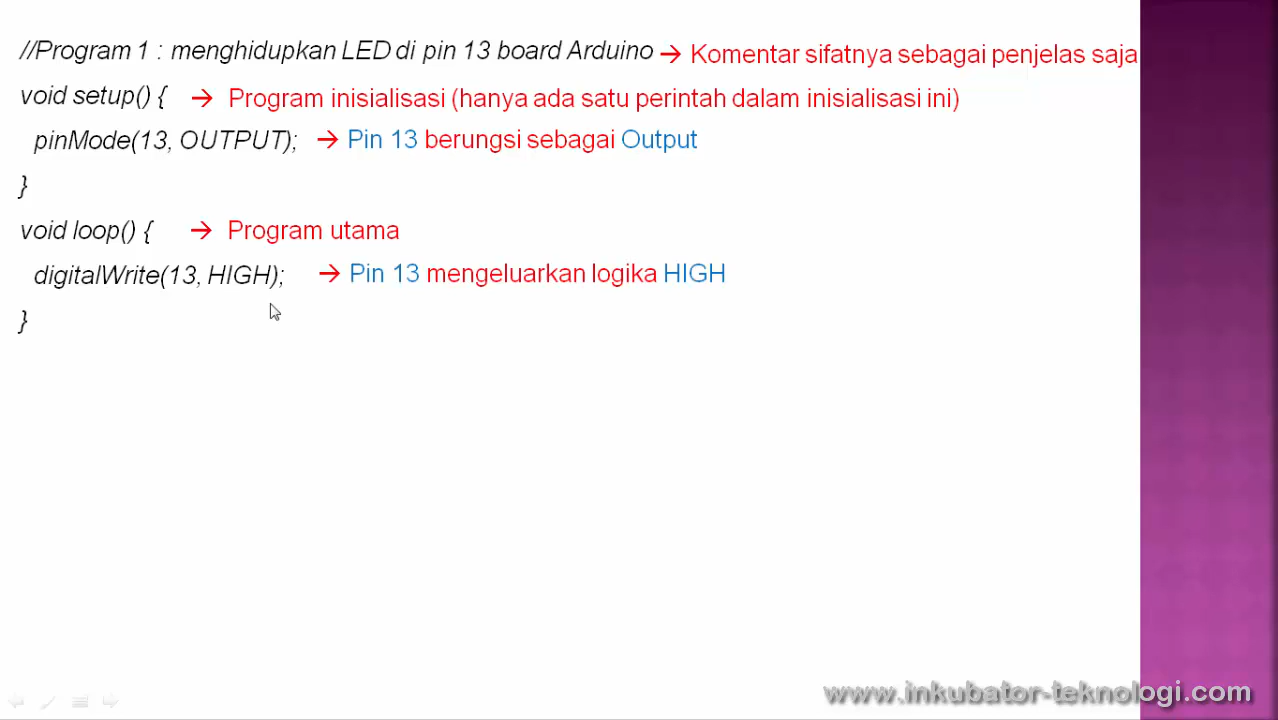 //Program 1 : menghidupkan LED di pin 13 board Arduino → Komentar sifatnya sebagai penjelas saja
void setup() { → Program inisialisasi (hanya ada satu perintah dalam inisialisasi ini)
pinMode(13, OUTPUT); → Pin 13 berungsi sebagai Output
}
void loop() { → Program utama
digitalWrite(13, HIGH); → Pin 13 mengeluarkan logika HIGH
}
www.inkubator-teknologi.com